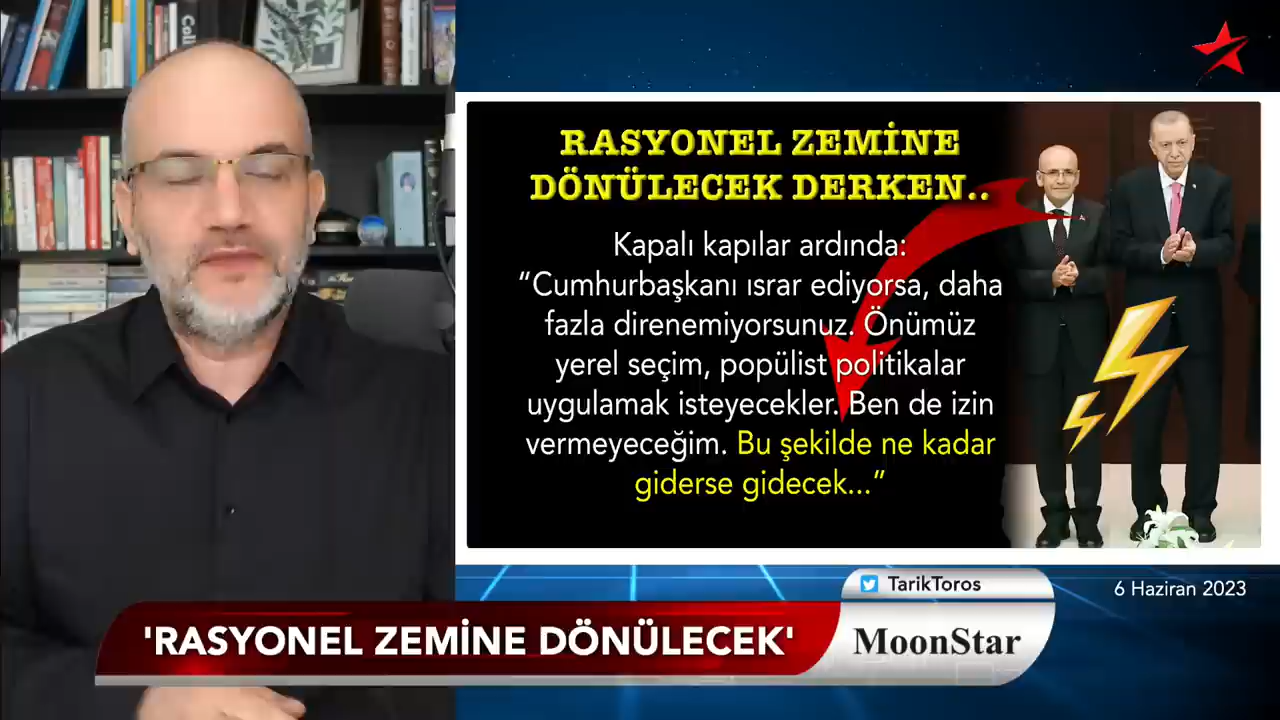 RASYONEL ZEMİNE
DÖNÜLECEK DERKEN..
Kapalı kapılar ardında:
“Cumhurbaşkanı ısrar ediyorsa, daha
fazla direnemiyorsunuz. Önümüz
yerel seçim, popülist politikalar
uygulamak isteyecekler. Ben de izin
vermeyeceğim. Bu şekilde ne kadar
giderse gidecek...”
TarikToros
6 Haziran 2023
'RASYONEL ZEMİNE DÖNÜLECEK'
MoonStar